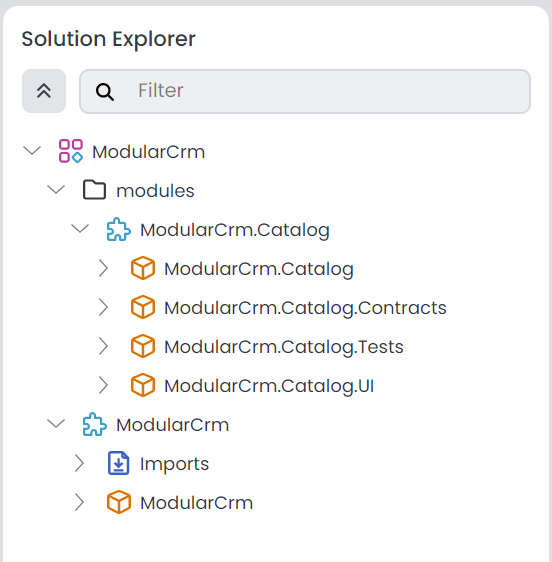 Solution Explorer
Filter
ModularCrm
modules
ModularCrm.Catalog
ModularCrm.Catalog
ModularCrm.Catalog.Contracts
ModularCrm.Catalog.Tests
ModularCrm.Catalog.UI
ModularCrm
Imports
ModularCrm